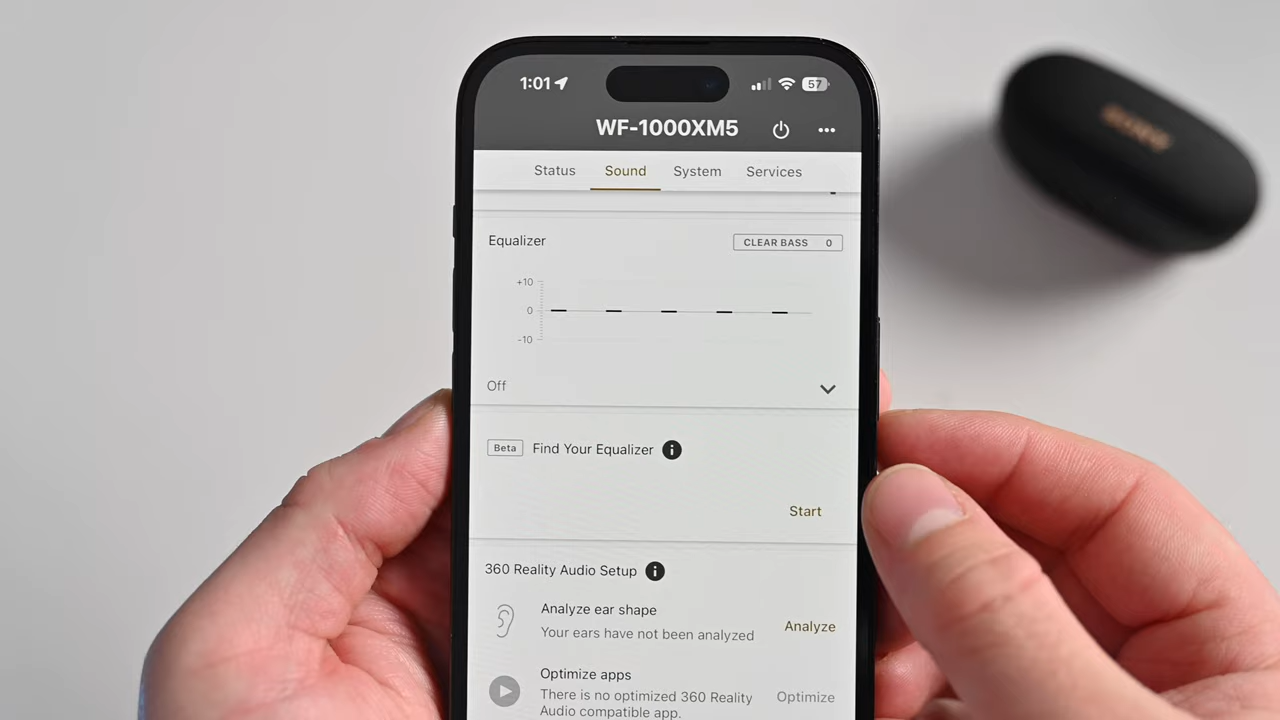 1:01
57
WF-1000XM5
Status Sound System Services
Equalizer
CLEAR BASS 0
+10
0
-10
Off
Beta Find Your Equalizer
Start
360 Reality Audio Setup
Analyze ear shape
Your ears have not been analyzed
Analyze
Optimize apps
There is no optimized 360 Reality
Audio compatible app.
Optimize